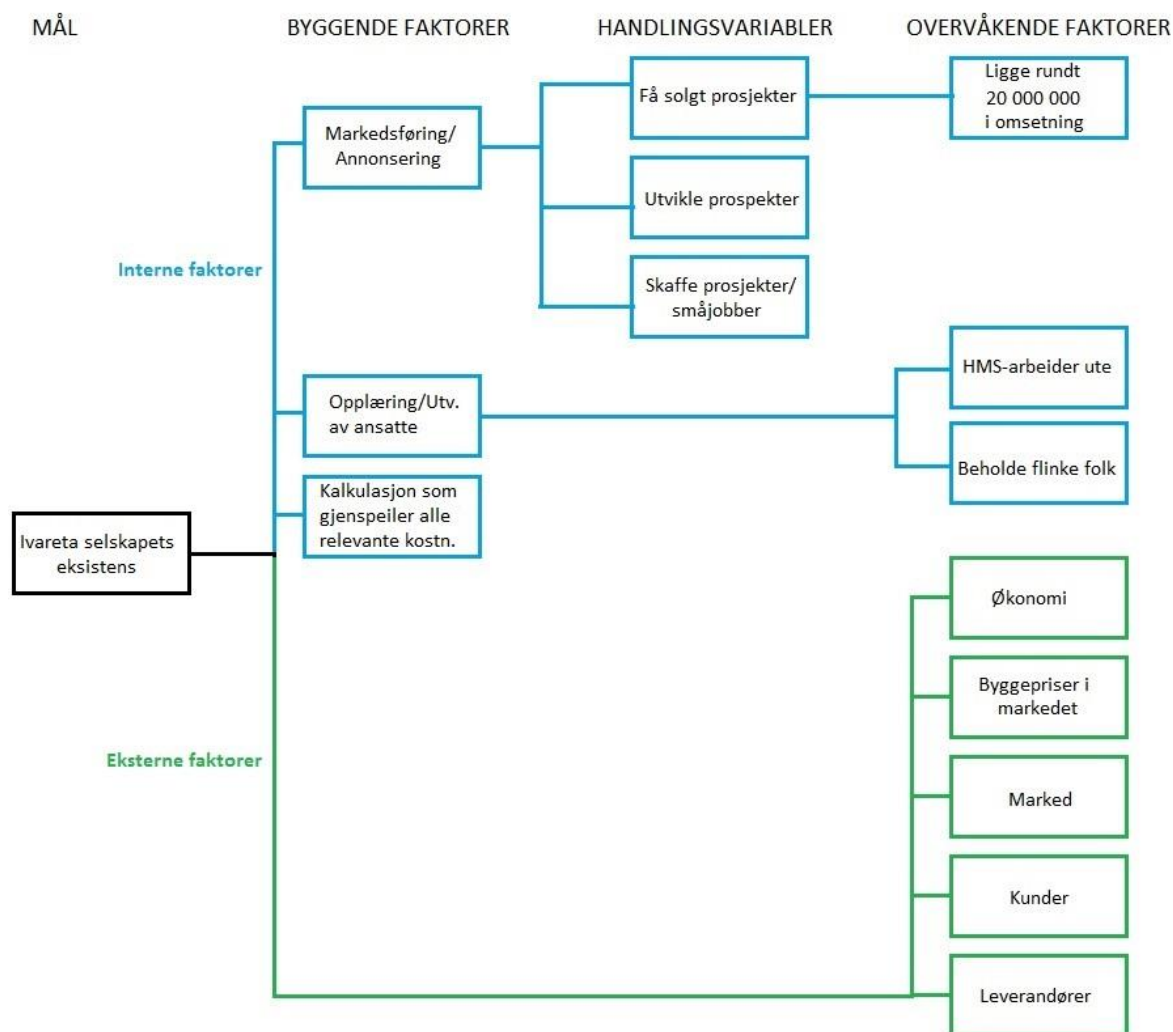 MÅL
BYGGENDE FAKTORER
HANDLINGSVARIABLER
OVERVÅKENDE FAKTORER
Markedsføring/
Annonsering
Få solgt prosjekter
Ligge rundt
20 000 000
i omsetning
Utvikle prospekter
Skaffe prosjekter/
småjobber
Interne faktorer
Opplæring/Utv.
av ansatte
HMS-arbeider ute
Beholde flinke folk
Kalkulasjon som
gjenspeiler alle
relevante kostn.
Ivareta selskapets
eksistens
Eksterne faktorer
Økonomi
Byggepriser i
markedet
Marked
Kunder
Leverandører